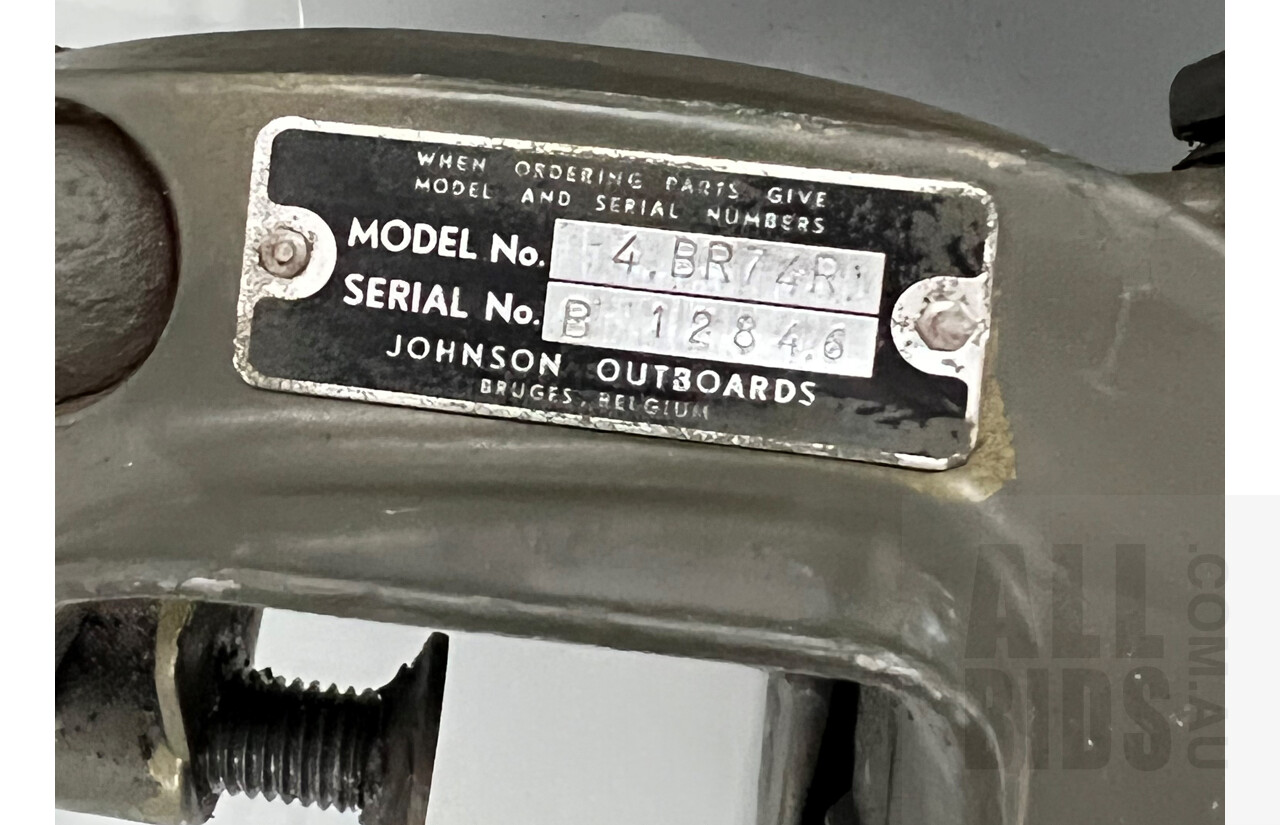 WHEN ORDERING PARTS GIVE
MODEL AND SERIAL NUMBERS
MODEL No. 4.BR74R
SERIAL No. B 12846
JOHNSON OUTBOARDS
BRUGES, BELGIUM
ALL
BIDS
.COM.AU